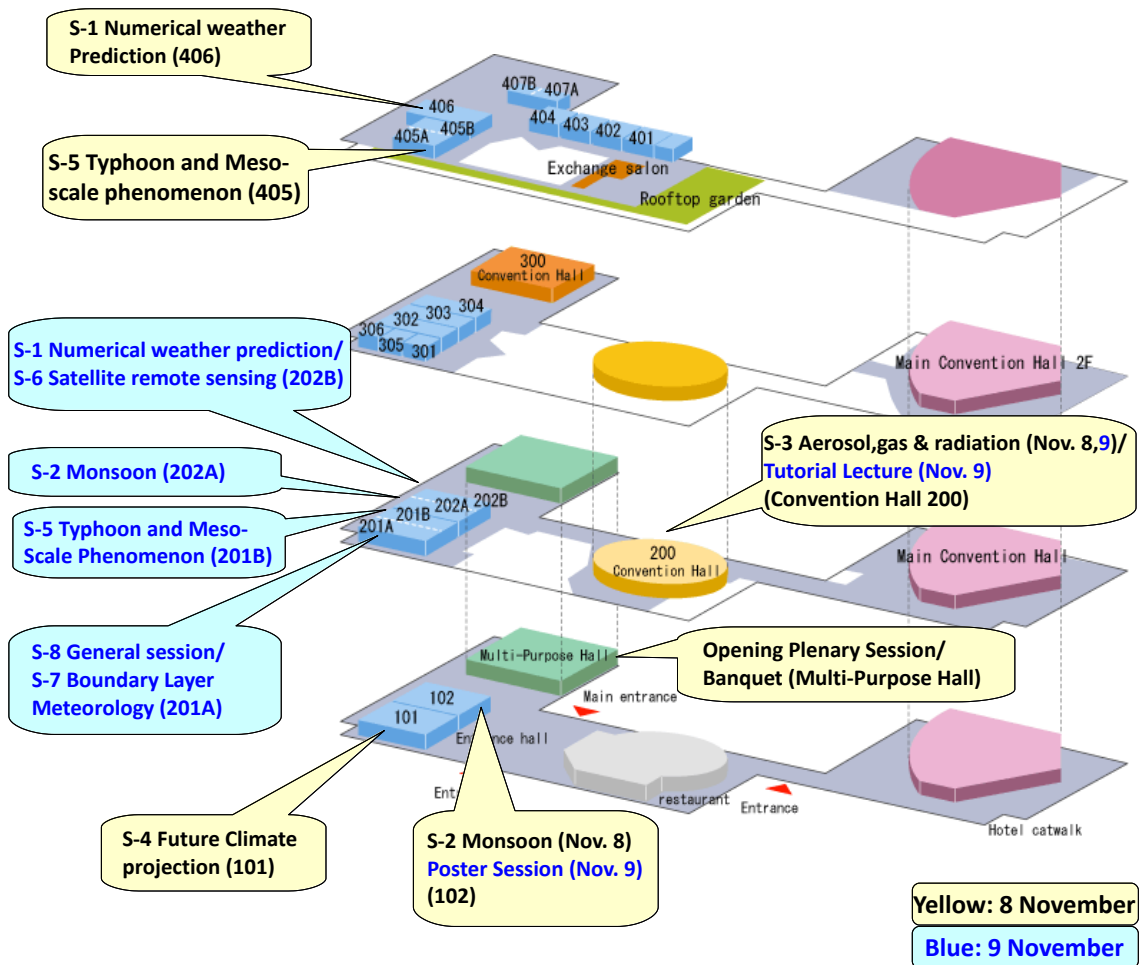 S-1 Numerical weather
Prediction (406)
407B
407A
406
405A
405B
404
403
402
401
S-5 Typhoon and Meso-
scale phenomenon (405)
Exchange salon
Rooftop garden
300
Convention Hall
306
302
303
304
305
301
S-1 Numerical weather prediction/
S-6 Satellite remote sensing (202B)
Main Convention Hall 2F
S-3 Aerosol,gas & radiation (Nov. 8,9)/
Tutorial Lecture (Nov. 9)
(Convention Hall 200)
S-2 Monsoon (202A)
201A
201B
202A
202B
S-5 Typhoon and Meso-
Scale Phenomenon (201B)
200
Convention Hall
Main Convention Hall
S-8 General session/
S-7 Boundary Layer
Meteorology (201A)
Multi-Purpose Hall
Opening Plenary Session/
Banquet (Multi-Purpose Hall)
Main entrance
101
102
Entrance hall
Ent
restaurant
Entrance
Hotel catwalk
S-4 Future Climate
projection (101)
S-2 Monsoon (Nov. 8)
Poster Session (Nov. 9)
(102)
Yellow: 8 November
Blue: 9 November